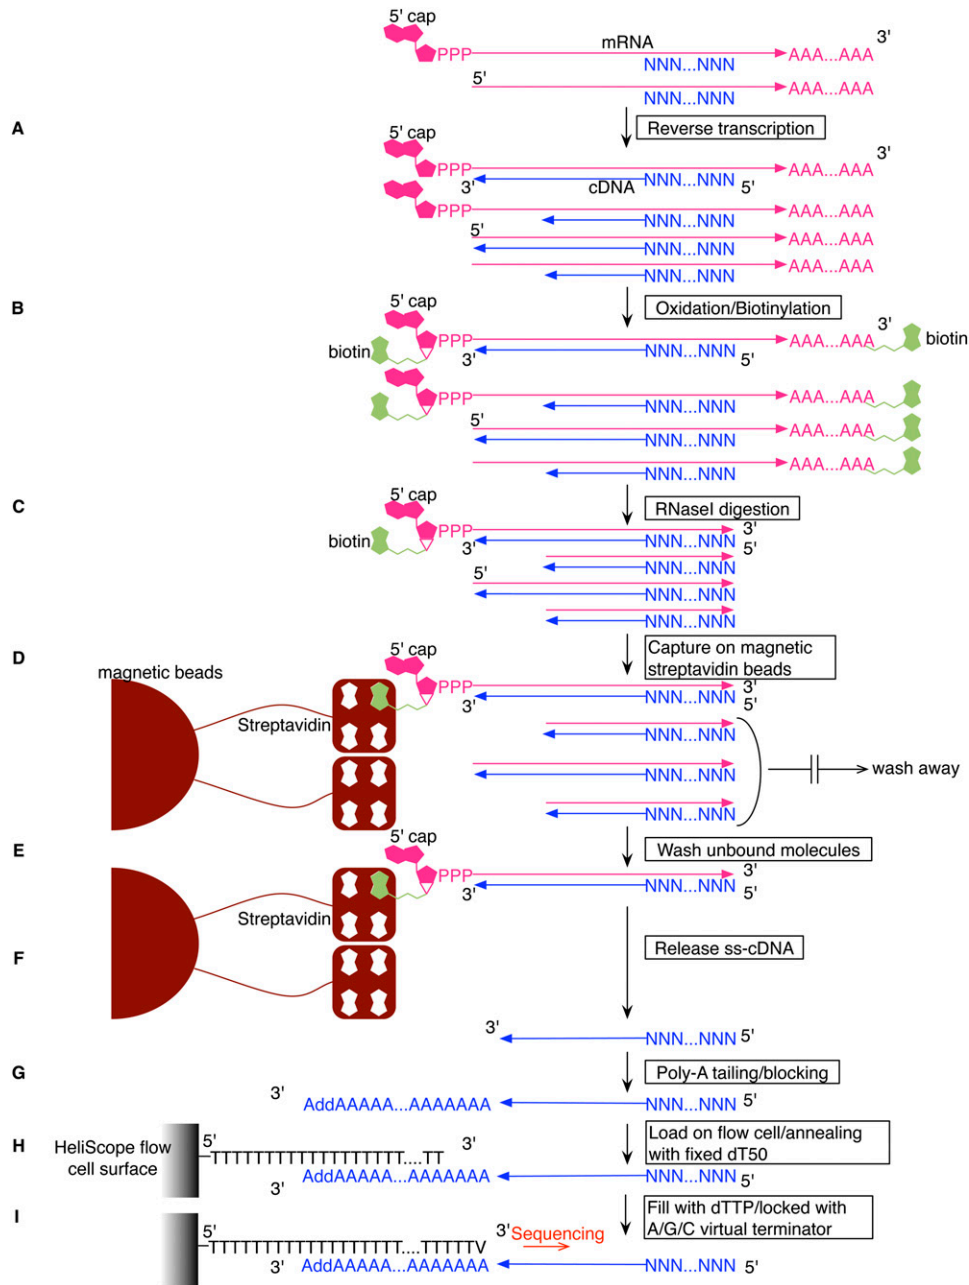 5' cap
3'
mRNA
PPP
AAA...AAA
NNN...NNN
5'
AAA...AAA
NNN...NNN
A
Reverse transcription
5' cap
3'
PPP
AAA...AAA
3'
cDNA
NNN...NNN
5'
PPP
AAA...AAA
NNN...NNN
5'
AAA...AAA
NNN...NNN
AAA...AAA
NNN...NNN
B
Oxidation/Biotinylation
5' cap
3'
biotin
PPP
AAA...AAA
biotin
3'
NNN...NNN
5'
PPP
AAA...AAA
NNN...NNN
5'
AAA...AAA
NNN...NNN
AAA...AAA
NNN...NNN
C
RNaseI digestion
5' cap
PPP
3'
biotin
3'
NNN...NNN
5'
NNN...NNN
5'
NNN...NNN
NNN...NNN
D
Capture on magnetic
streptavidin beads
magnetic beads
5' cap
PPP
3'
3'
NNN...NNN
5'
Streptavidin
NNN...NNN
NNN...NNN
wash away
NNN...NNN
E
Wash unbound molecules
5' cap
PPP
3'
3'
NNN...NNN
5'
Streptavidin
F
Release ss-cDNA
3'
NNN...NNN
5'
G
Poly-A tailing/blocking
3'
AddAAAAA...AAAAAAA
NNN...NNN
5'
H
Load on flow cell/annealing
with fixed dT50
HeliScope flow
cell surface
5'
3'
TTTTTTTTTTTTTTTT....TT
3'
AddAAAAA...AAAAAAA
NNN...NNN
5'
I
Fill with dTTP/locked with
A/G/C virtual terminator
5'
3'
Sequencing
TTTTTTTTTTTTTTTT....TTTTTV
3'
AddAAAAA...AAAAAAA
NNN...NNN
5'